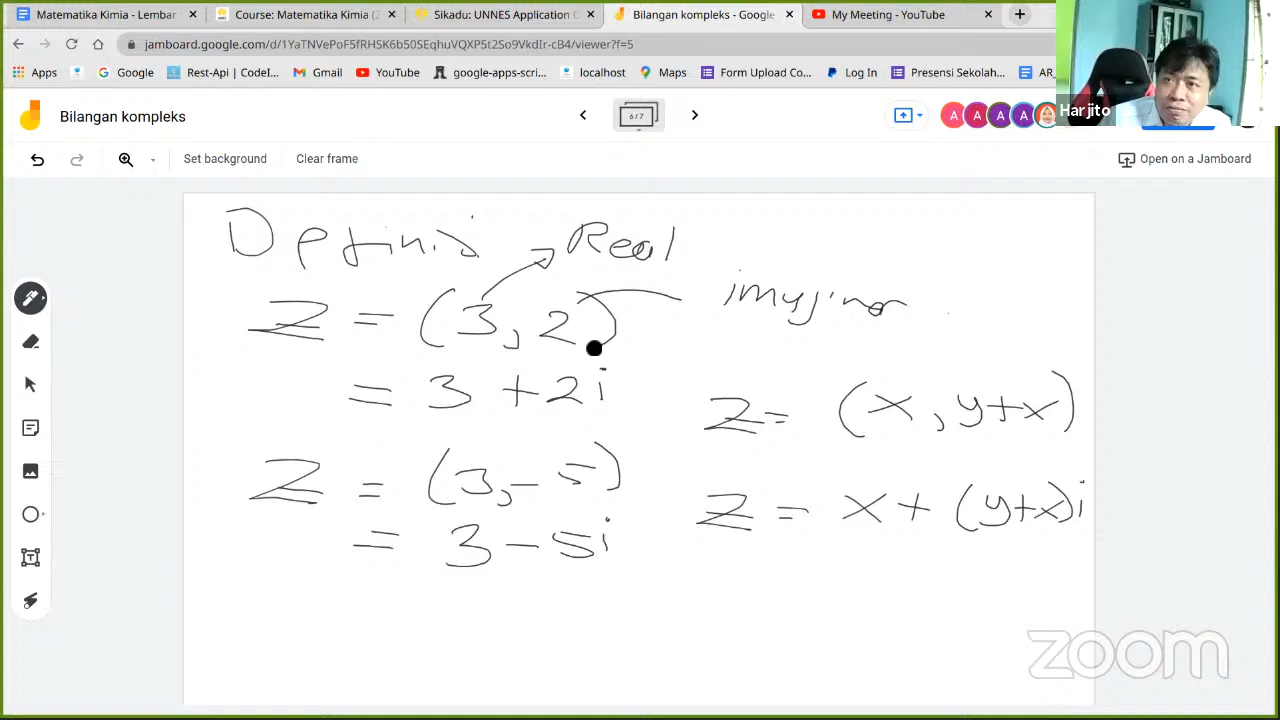 Matematika Kimia - Lembar
Course: Matematika Kimia (2
Sikadu: UNNES Application C
Bilangan kompleks - Google
My Meeting - YouTube
jamboard.google.com/d/1YaTNVePoF5fRHSK6b50SEqhuVQXP5t2So9VkdIr-cB4/viewer?f=5
Apps
Google
Rest-Api | CodeI...
Gmail
YouTube
google-apps-scri...
localhost
Maps
Form Upload Co...
Log In
Presensi Sekolah...
AR_
Harjito
Bilangan kompleks
6/7
A A A A
Set background
Clear frame
Open on a Jamboard
Definisi
Real
Z = (3, 2)
imajiner
= 3 + 2i
Z = (x, y+x)
Z = (3, -5)
Z = x + (y+x)i
= 3 - 5i
zoom